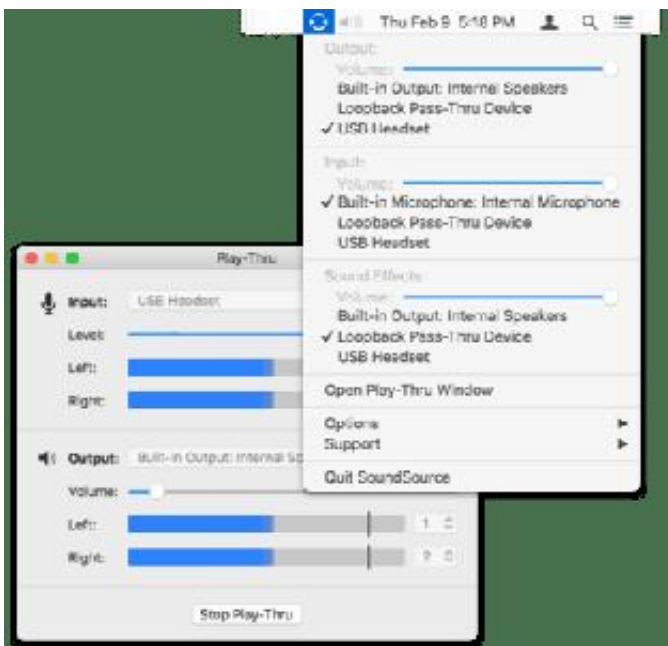 Thu Feb 9 5:18 PM
Output:
Volume:
Built-in Output: Internal Speakers
Loopback Pass-Thru Device
✓ USB Headset
Input:
Volume:
✓ Built-in Microphone: Internal Microphone
Loopback Pass-Thru Device
USB Headset
Sound Effects:
Volume:
Built-in Output: Internal Speakers
✓ Loopback Pass-Thru Device
USB Headset
Open Play-Thru Window
Options
Support
Quit SoundSource
Play-Thru
Input: USB Headset
Level:
Left:
Right:
Output: Built-in Output: Internal
Volume:
Left: 1
Right: 2
Stop Play-Thru